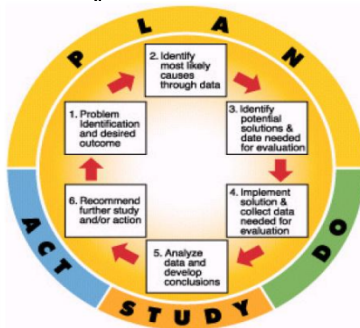 PLAN
2. Identify
most likely
causes
through data
1. Problem
Identification
and desired
outcome
3. Identify
potential
solutions &
date needed
for evaluation
6. Recommend
further study
and/or action
4. Implement
solution &
collect data
needed for
evaluation
5. Analyze
data and
develop
conclusions
ACT
STUDY
DO